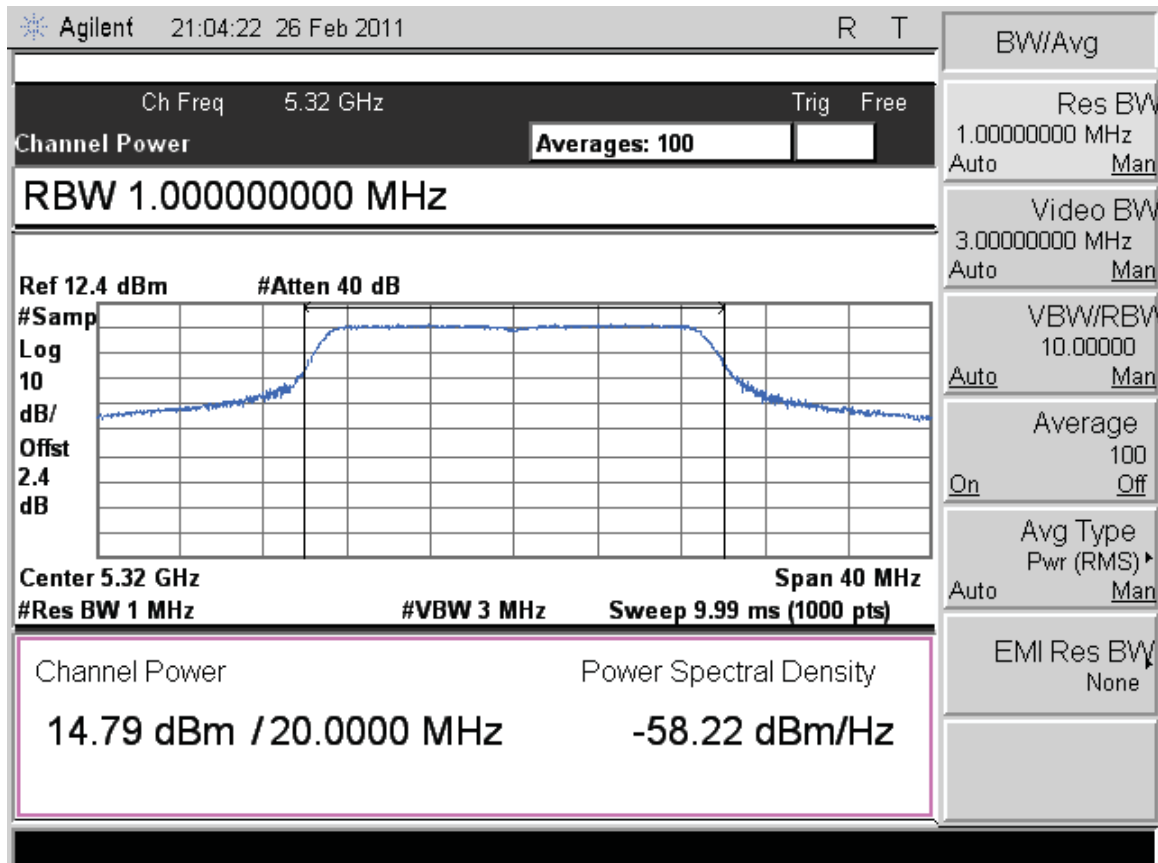 Agilent 21:04:22 26 Feb 2011 R T
Ch Freq 5.32 GHz Trig Free
Channel Power Averages: 100
RBW 1.000000000 MHz
Ref 12.4 dBm #Atten 40 dB
#Samp
Log
10
dB/
Offst
2.4
dB
Center 5.32 GHz Span 40 MHz
#Res BW 1 MHz #VBW 3 MHz Sweep 9.99 ms (1000 pts)
Channel Power Power Spectral Density
14.79 dBm / 20.0000 MHz -58.22 dBm/Hz
BW/Avg
Res BW
1.00000000 MHz
Auto Man
Video BW
3.00000000 MHz
Auto Man
VBW/RBW
10.00000
Auto Man
Average
100
On Off
Avg Type
Pwr (RMS)
Auto Man
EMI Res BW
None